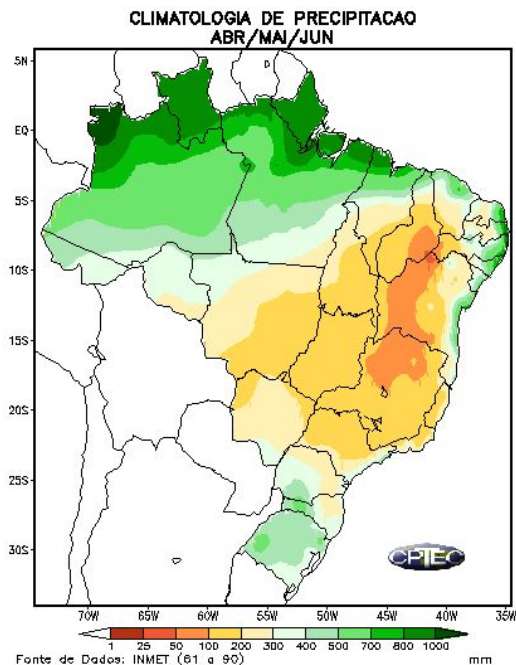 CLIMATOLOGIA DE PRECIPITACAO
ABR/MAI/JUN
5N
EQ
5S
10S
15S
20S
25S
30S
CPTEC
70W 65W 60W 55W 50W 45W 40W 35W
1 25 50 100 200 300 400 500 700 800 1000
Fonte de Dados: INMET (61 a 90) mm